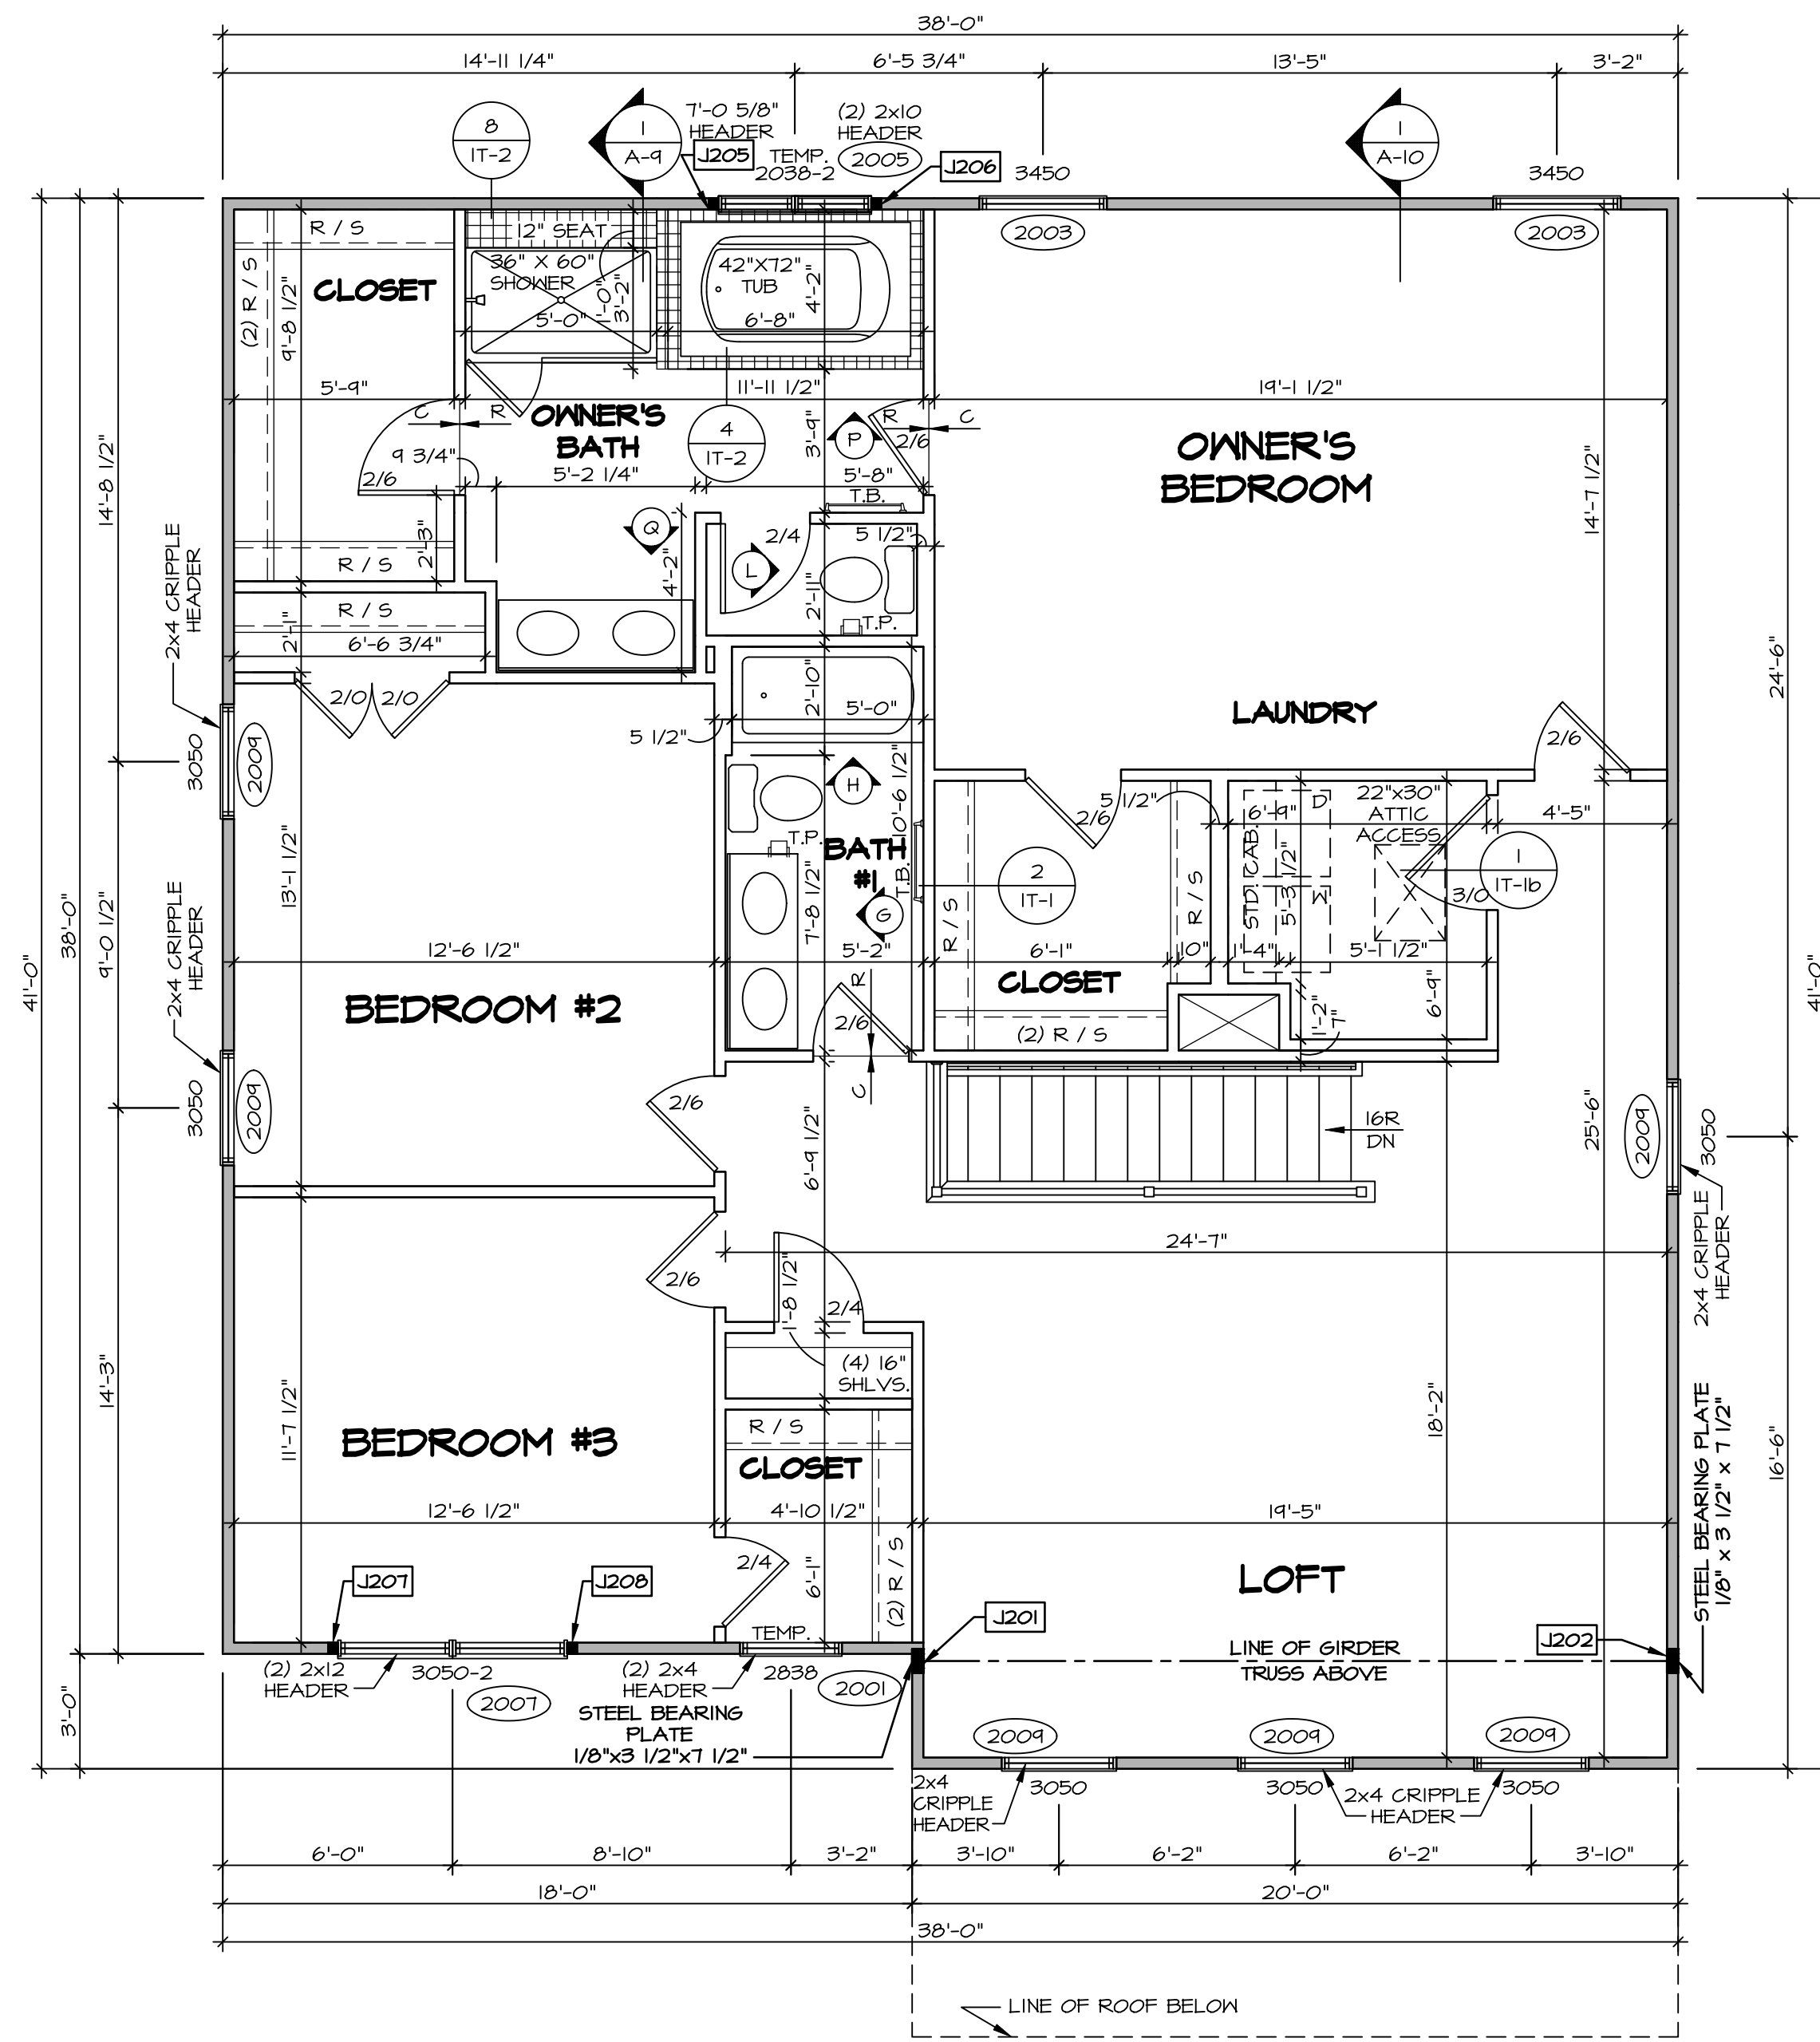 38'-0"
14'-11 1/4"
6'-5 3/4"
13'-5"
3'-2"
8
IT-2
1
A-9
7'-0 5/8"
HEADER
J205
TEMP.
2038-2
(2) 2x10
HEADER
2005
J206
3450
1
A-10
3450
2003
2003
R / S
12" SEAT
(2) R / S
9'-8 1/2"
CLOSET
36" X 60"
SHOWER
1'-0"
3'-2"
5'-0"
42"X72"
TUB
4'-2"
6'-8"
5'-9"
11'-11 1/2"
19'-1 1/2"
C
R
OWNER'S
BATH
4
IT-2
3'-9"
P
R
C
2/6
OWNER'S
BEDROOM
14'-7 1/2"
14'-8 1/2"
2/6
9 3/4"
5'-2 1/4"
5'-8"
T.B.
Q
2/4
5 1/2"
2'-3"
R / S
L
4'-2"
2'-11"
T.P.
2x4 CRIPPLE
HEADER
R / S
2'-1"
6'-6 3/4"
24'-6"
2/0
2/0
2'-10"
5'-0"
5 1/2"
LAUNDRY
2/6
3050
2009
H
10'-6 1/2"
T.P.
BATH
#1
T.B.
G
7'-8 1/2"
5'-2"
2/6
5 1/2"
6'-9"
D
22"x30"
ATTIC
ACCESS
4'-5"
2
IT-1
1
IT-1b
R / S
R / S
STD. CAB.
5'-3 1/2"
W
3/0
6'-1"
10"
1'-4"
5'-1 1/2"
CLOSET
(2) R / S
1'-2"
7"
6'-9"
13'-1 1/2"
41'-0"
38'-0"
9'-0 1/2"
2x4 CRIPPLE
HEADER
12'-6 1/2"
BEDROOM #2
R
2/6
C
41'-0"
3050
2009
2/6
6'-9 1/2"
16R
DN
25'-6"
2009
3050
2x4 CRIPPLE
HEADER
24'-7"
2/6
1'-8 1/2"
2/4
(4) 16"
SHLVS.
14'-3"
11'-7 1/2"
BEDROOM #3
R / S
CLOSET
18'-2"
16'-6"
STEEL BEARING PLATE
1/8" x 3 1/2" x 7 1/2"
12'-6 1/2"
4'-10 1/2"
19'-5"
2/4
6'-1"
(2) R / S
LOFT
J207
J208
J201
J202
TEMP.
LINE OF GIRDER
TRUSS ABOVE
(2) 2x12
HEADER
3050-2
2007
(2) 2x4
HEADER
2838
2001
STEEL BEARING
PLATE
1/8"x3 1/2"x7 1/2"
3'-0"
2009
2009
2009
2x4
CRIPPLE
HEADER
3050
3050
2x4 CRIPPLE
HEADER
3050
6'-0"
8'-10"
3'-2"
3'-10"
6'-2"
6'-2"
3'-10"
18'-0"
20'-0"
38'-0"
LINE OF ROOF BELOW